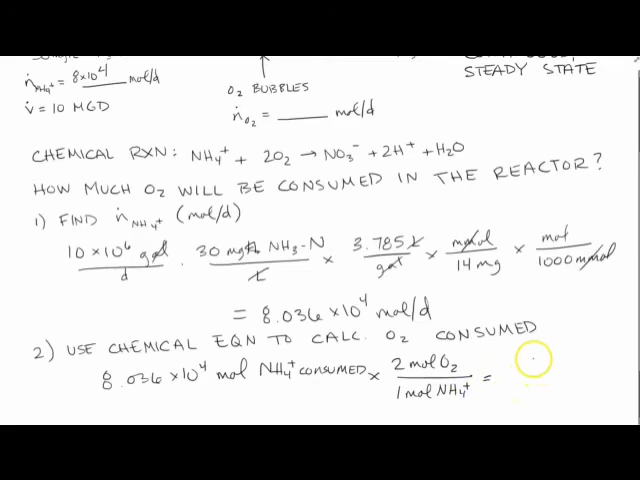 ṅNH₄⁺ = 8×10⁴ mol/d
STEADY STATE
O₂ BUBBLES
V̇ = 10 MGD
ṅO₂ = ______ mol/d
CHEMICAL RXN: NH₄⁺ + 2O₂ → NO₃⁻ + 2H⁺ + H₂O
HOW MUCH O₂ WILL BE CONSUMED IN THE REACTOR?
1) FIND ṅNH₄⁺ (mol/d)
10 × 10⁶ gal/d · 30 mg NH₃-N/L × 3.785 L/gal × mmol/14 mg × mol/1000 mmol
= 8.036 × 10⁴ mol/d
2) USE CHEMICAL EQN TO CALC. O₂ CONSUMED
8.036 × 10⁴ mol NH₄⁺ CONSUMED × 2 mol O₂/1 mol NH₄⁺ =